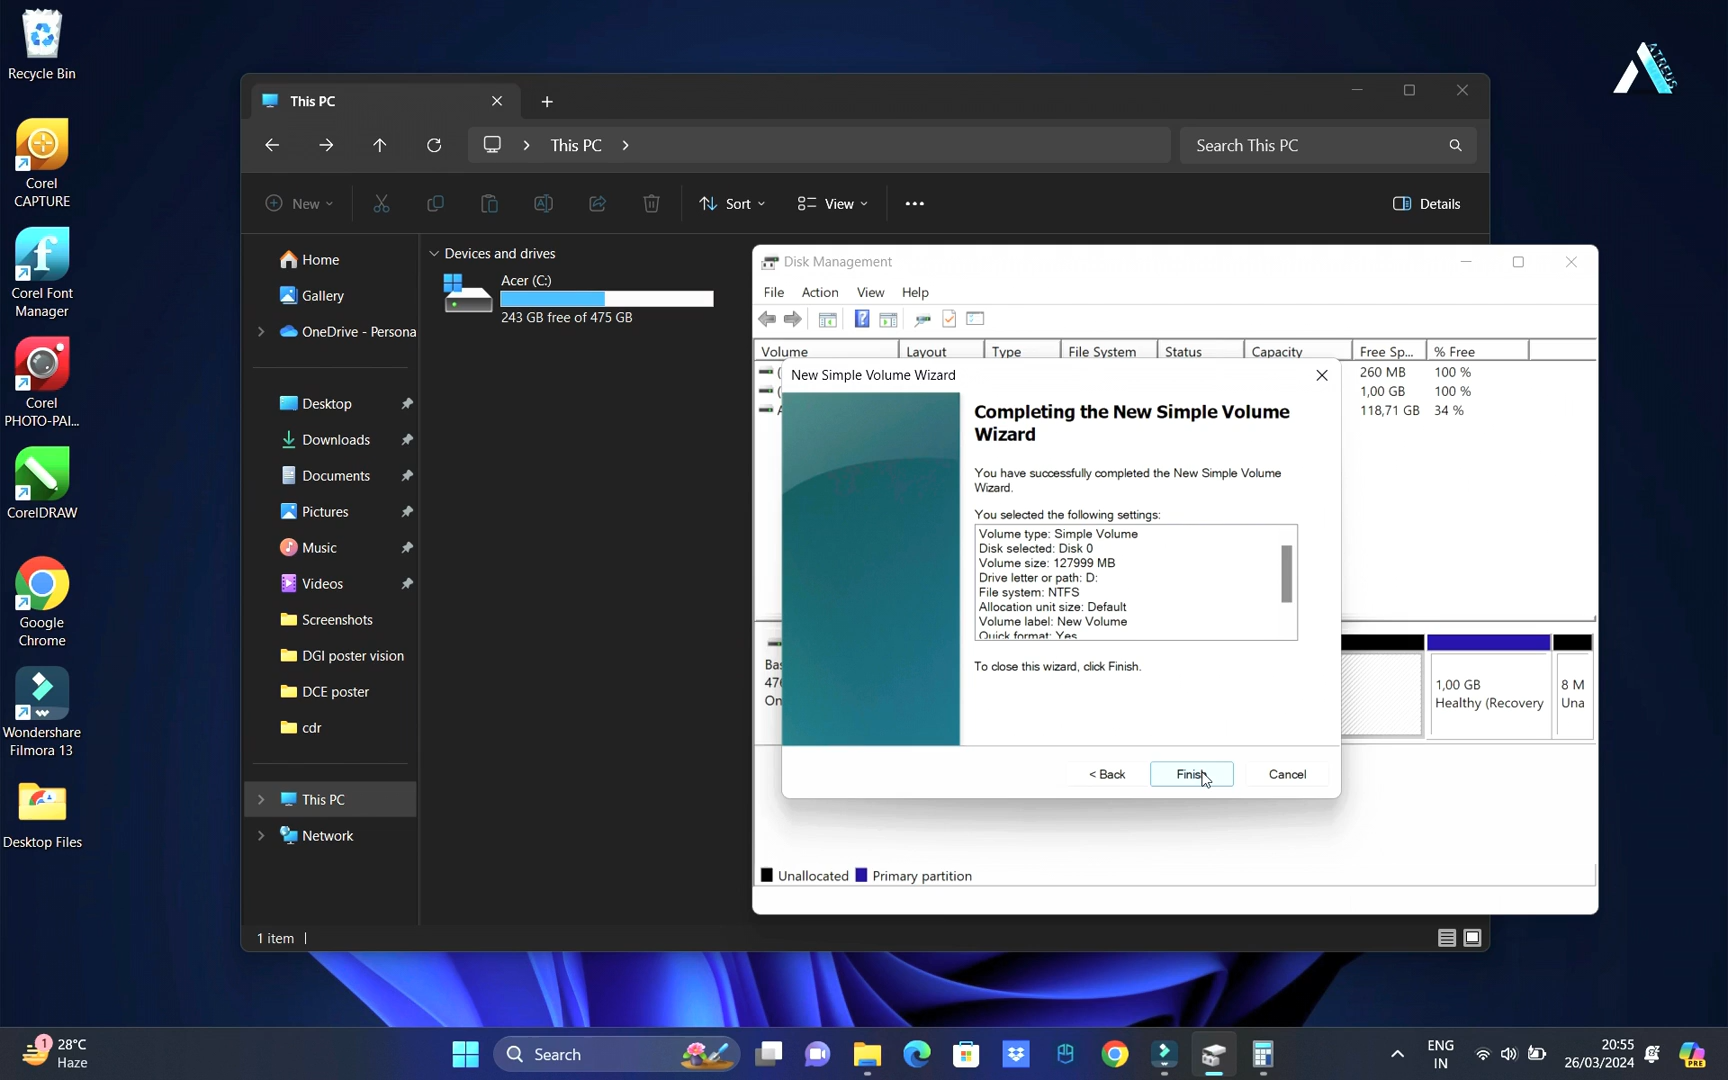 Recycle Bin
Corel
CAPTURE
Corel Font
Manager
Corel
PHOTO-PAI...
CorelDRAW
Google
Chrome
Wondershare
Filmora 13
Desktop Files
ATREUS
This PC
This PC
Search This PC
New
Sort
View
Details
Home
Gallery
OneDrive - Persona
Desktop
Downloads
Documents
Pictures
Music
Videos
Screenshots
DGI poster vision
DCE poster
cdr
This PC
Network
Devices and drives
Acer (C:)
243 GB free of 475 GB
1 item
Disk Management
File Action View Help
Volume Layout Type File System Status Capacity Free Sp... % Free
260 MB 100 %
1,00 GB 100 %
118,71 GB 34 %
New Simple Volume Wizard
Completing the New Simple Volume
Wizard
You have successfully completed the New Simple Volume
Wizard.
You selected the following settings:
Volume type: Simple Volume
Disk selected: Disk 0
Volume size: 127999 MB
Drive letter or path: D:
File system: NTFS
Allocation unit size: Default
Volume label: New Volume
Quick format: Yes
To close this wizard, click Finish.
< Back Finish Cancel
Bas
476
On
1,00 GB
Healthy (Recovery
8 M
Una
Unallocated Primary partition
1
28°C
Haze
Search
ENG
IN
20:55
26/03/2024
PRE